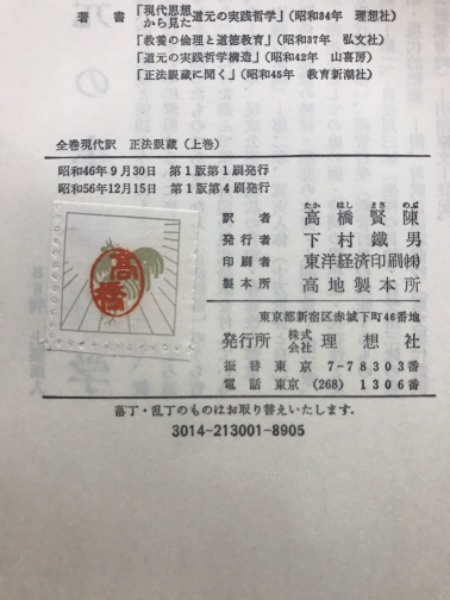 著書 「現代思想から見た道元の実践哲学」（昭和34年 理想社）
「教養の倫理と道徳教育」（昭和37年 弘文社）
「道元の実践哲学構造」（昭和42年 山喜房）
「正法眼蔵に聞く」（昭和45年 教育新潮社）
全巻現代訳 正法眼蔵（上巻）
昭和46年9月30日 第1版第1刷発行
昭和56年12月15日 第1版第4刷発行
高橋
たか はし まさ のぶ
訳者 高橋賢陳
発行者 下村鐵男
印刷者 東洋経済印刷㈱
製本所 高地製本所
東京都新宿区赤城下町46番地
発行所 株式会社 理想社
振替 東京 7-78303番
電話 東京 (268) 1306番
落丁・乱丁のものはお取り替えいたします.
3014-213001-8905